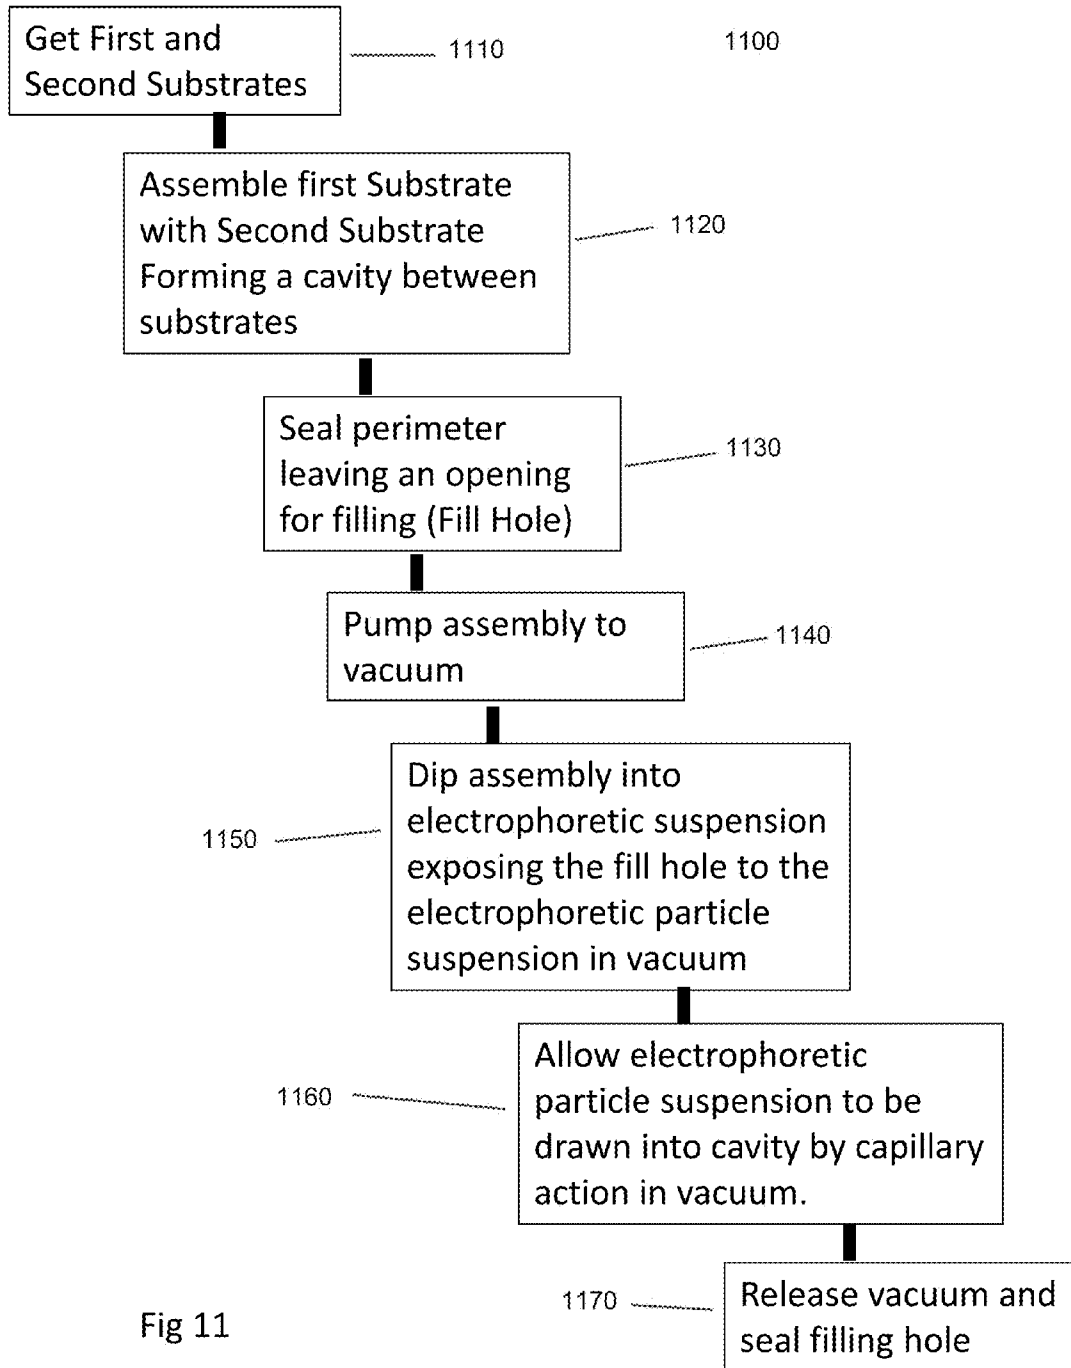 Get First and
Second Substrates
1110
1100
Assemble first Substrate
with Second Substrate
Forming a cavity between
substrates
1120
Seal perimeter
leaving an opening
for filling (Fill Hole)
1130
Pump assembly to
vacuum
1140
Dip assembly into
electrophoretic suspension
exposing the fill hole to the
electrophoretic particle
suspension in vacuum
1150
Allow electrophoretic
particle suspension to be
drawn into cavity by capillary
action in vacuum.
1160
Release vacuum and
seal filling hole
1170
Fig 11